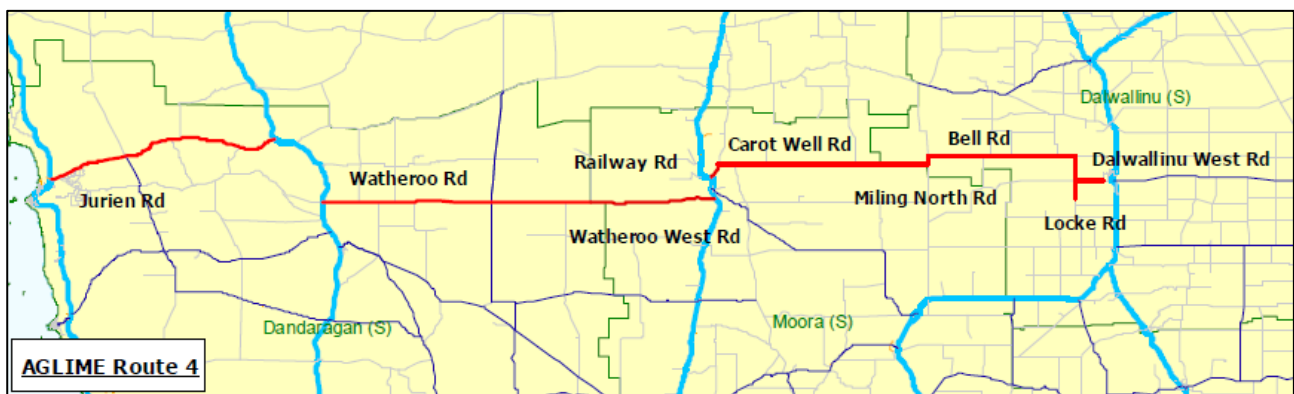 Dalwallinu (S)
Carot Well Rd
Bell Rd
Railway Rd
Dalwallinu West Rd
Watheroo Rd
Jurien Rd
Miling North Rd
Locke Rd
Watheroo West Rd
Dandaragan (S)
Moora (S)
AGLIME Route 4